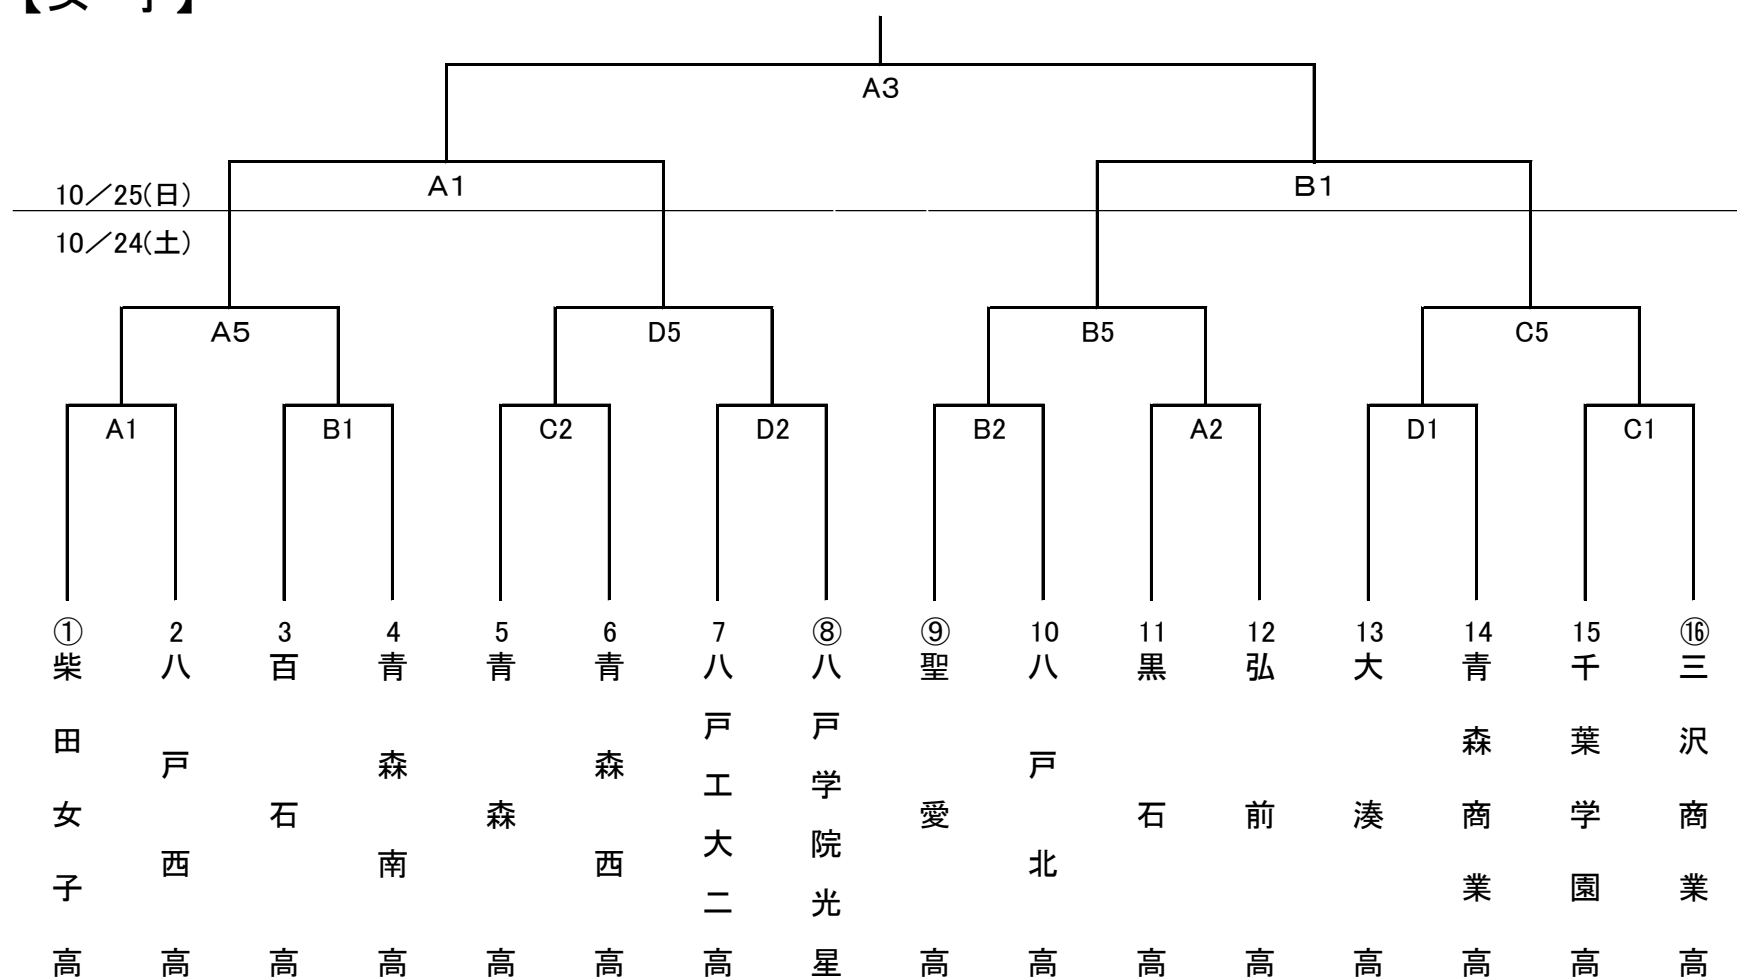 【女 子】
A3
A1
B1
10／25(日)
10／24(土)
A5
D5
B5
C5
A1
B1
C2
D2
B2
A2
D1
C1
①
柴田女子高
2
八戸西高
3
百石高
4
青森南高
5
青森高
6
青森西高
7
八戸工大二高
⑧
八戸学院光星
⑨
聖愛高
10
八戸北高
11
黒石高
12
弘前高
13
大湊高
14
青森商業高
15
千葉学園高
⑯
三沢商業高